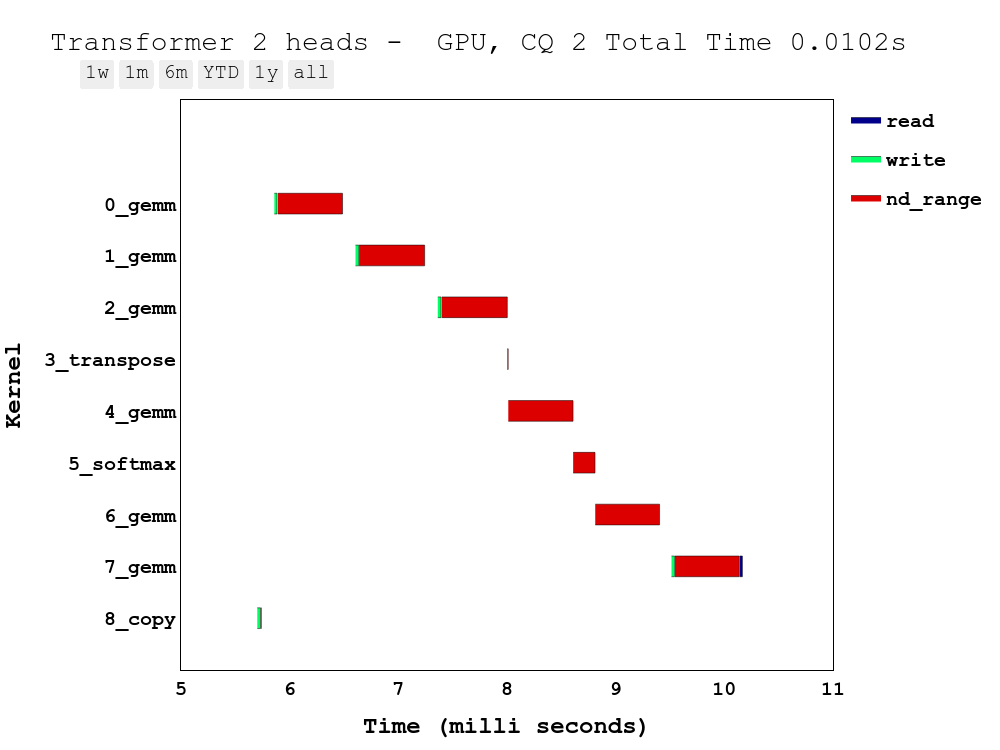 Transformer 2 heads -  GPU, CQ 2 Total Time 0.0102s
1w 1m 6m YTD 1y all
read
write
nd_range
Kernel
0_gemm
1_gemm
2_gemm
3_transpose
4_gemm
5_softmax
6_gemm
7_gemm
8_copy
5 6 7 8 9 10 11
Time (milli seconds)